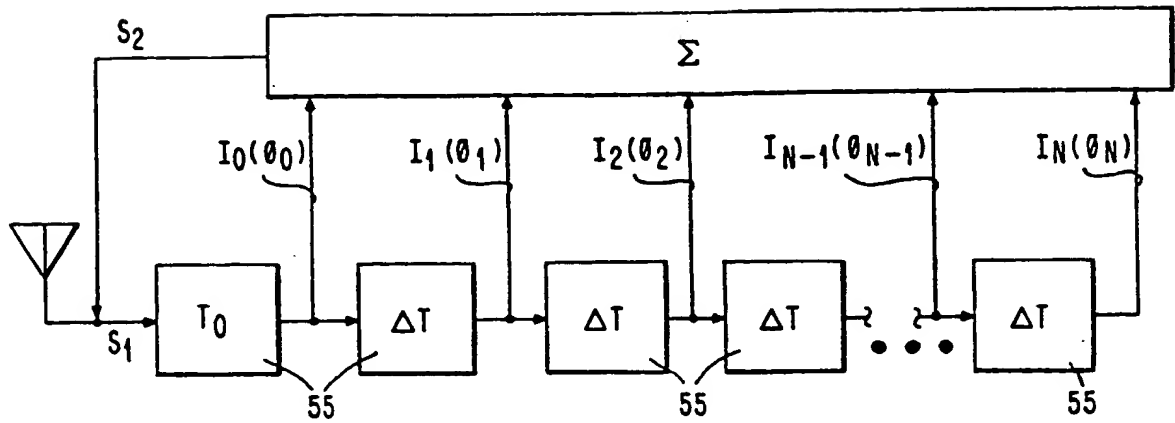 S2
Σ
I0(Ø0)
I1(Ø1)
I2(Ø2)
IN-1(ØN-1)
IN(ØN)
S1
T0
ΔT
ΔT
ΔT
ΔT
55
55
55